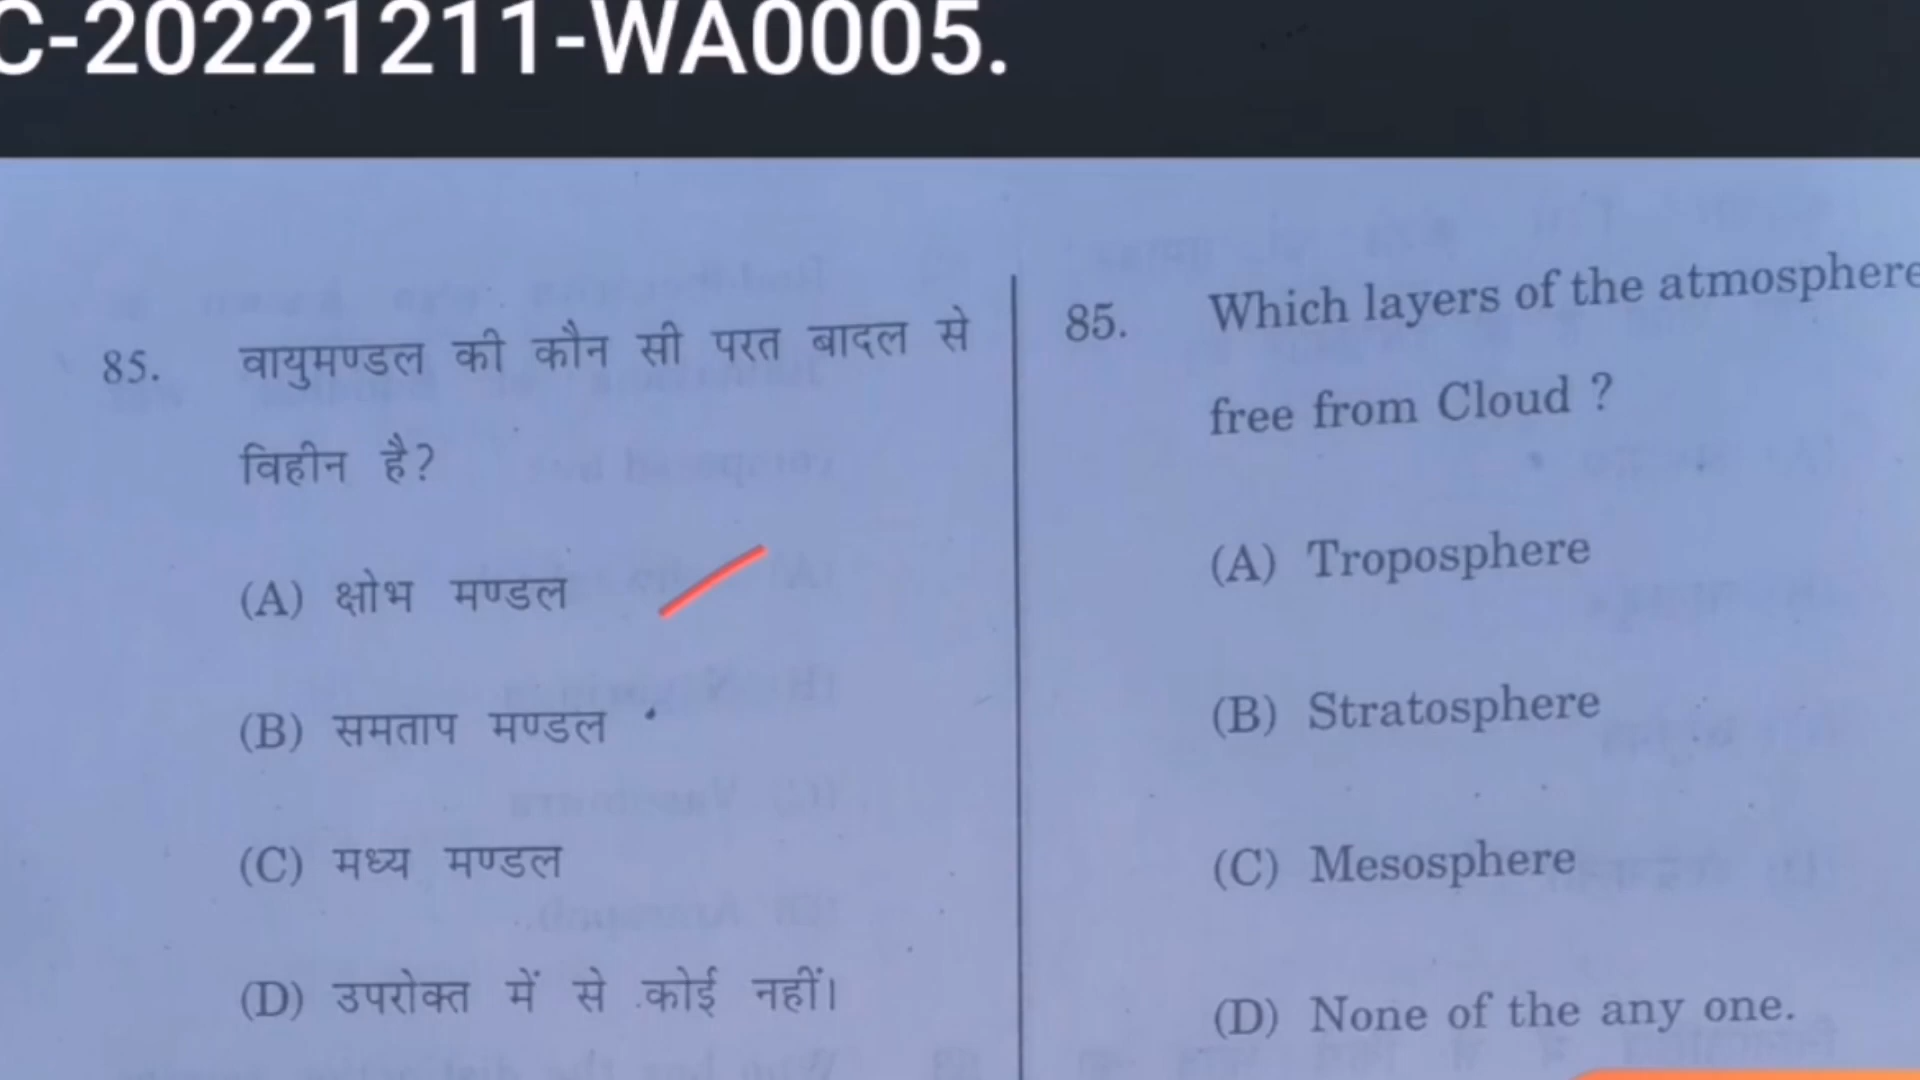 C-20221211-WA0005.
85. वायुमण्डल की कौन सी परत बादल से
विहीन है?
(A) क्षोभ मण्डल
(B) समताप मण्डल
(C) मध्य मण्डल
(D) उपरोक्त में से कोई नहीं।
85. Which layers of the atmosphere
free from Cloud ?
(A) Troposphere
(B) Stratosphere
(C) Mesosphere
(D) None of the any one.